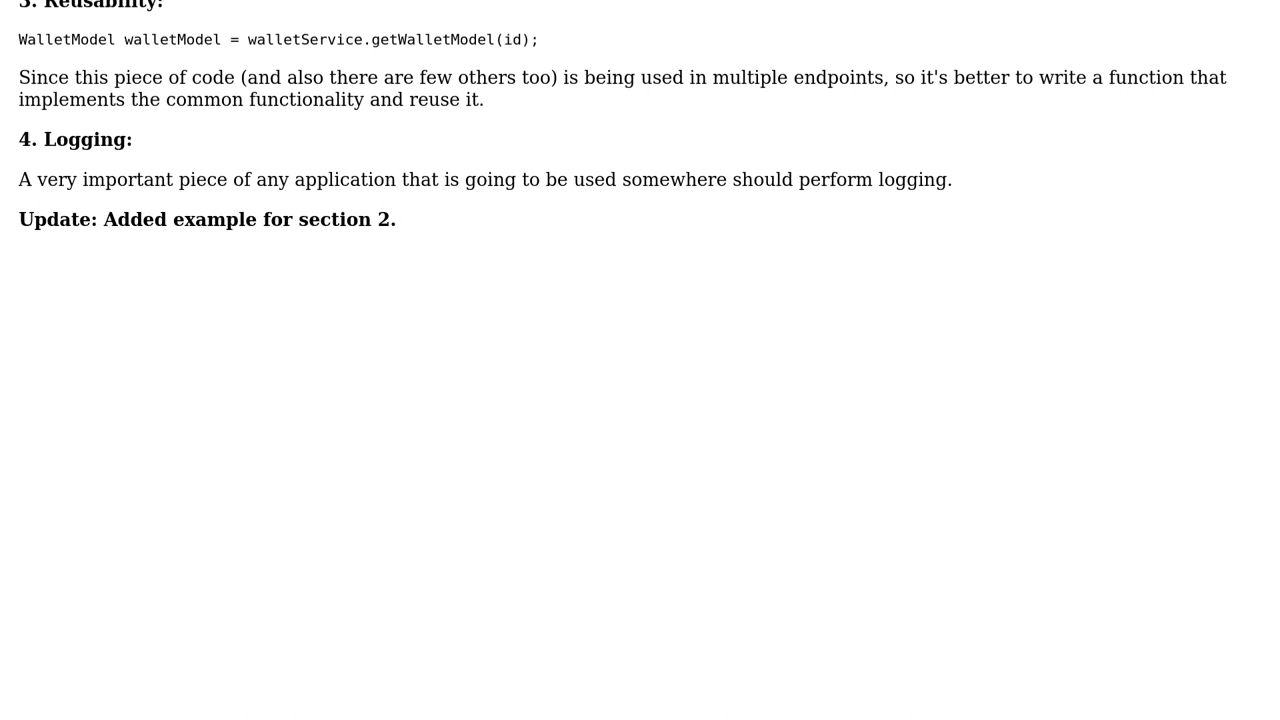 3. Reusability:
WalletModel walletModel = walletService.getWalletModel(id);
Since this piece of code (and also there are few others too) is being used in multiple endpoints, so it's better to write a function that
implements the common functionality and reuse it.
4. Logging:
A very important piece of any application that is going to be used somewhere should perform logging.
Update: Added example for section 2.